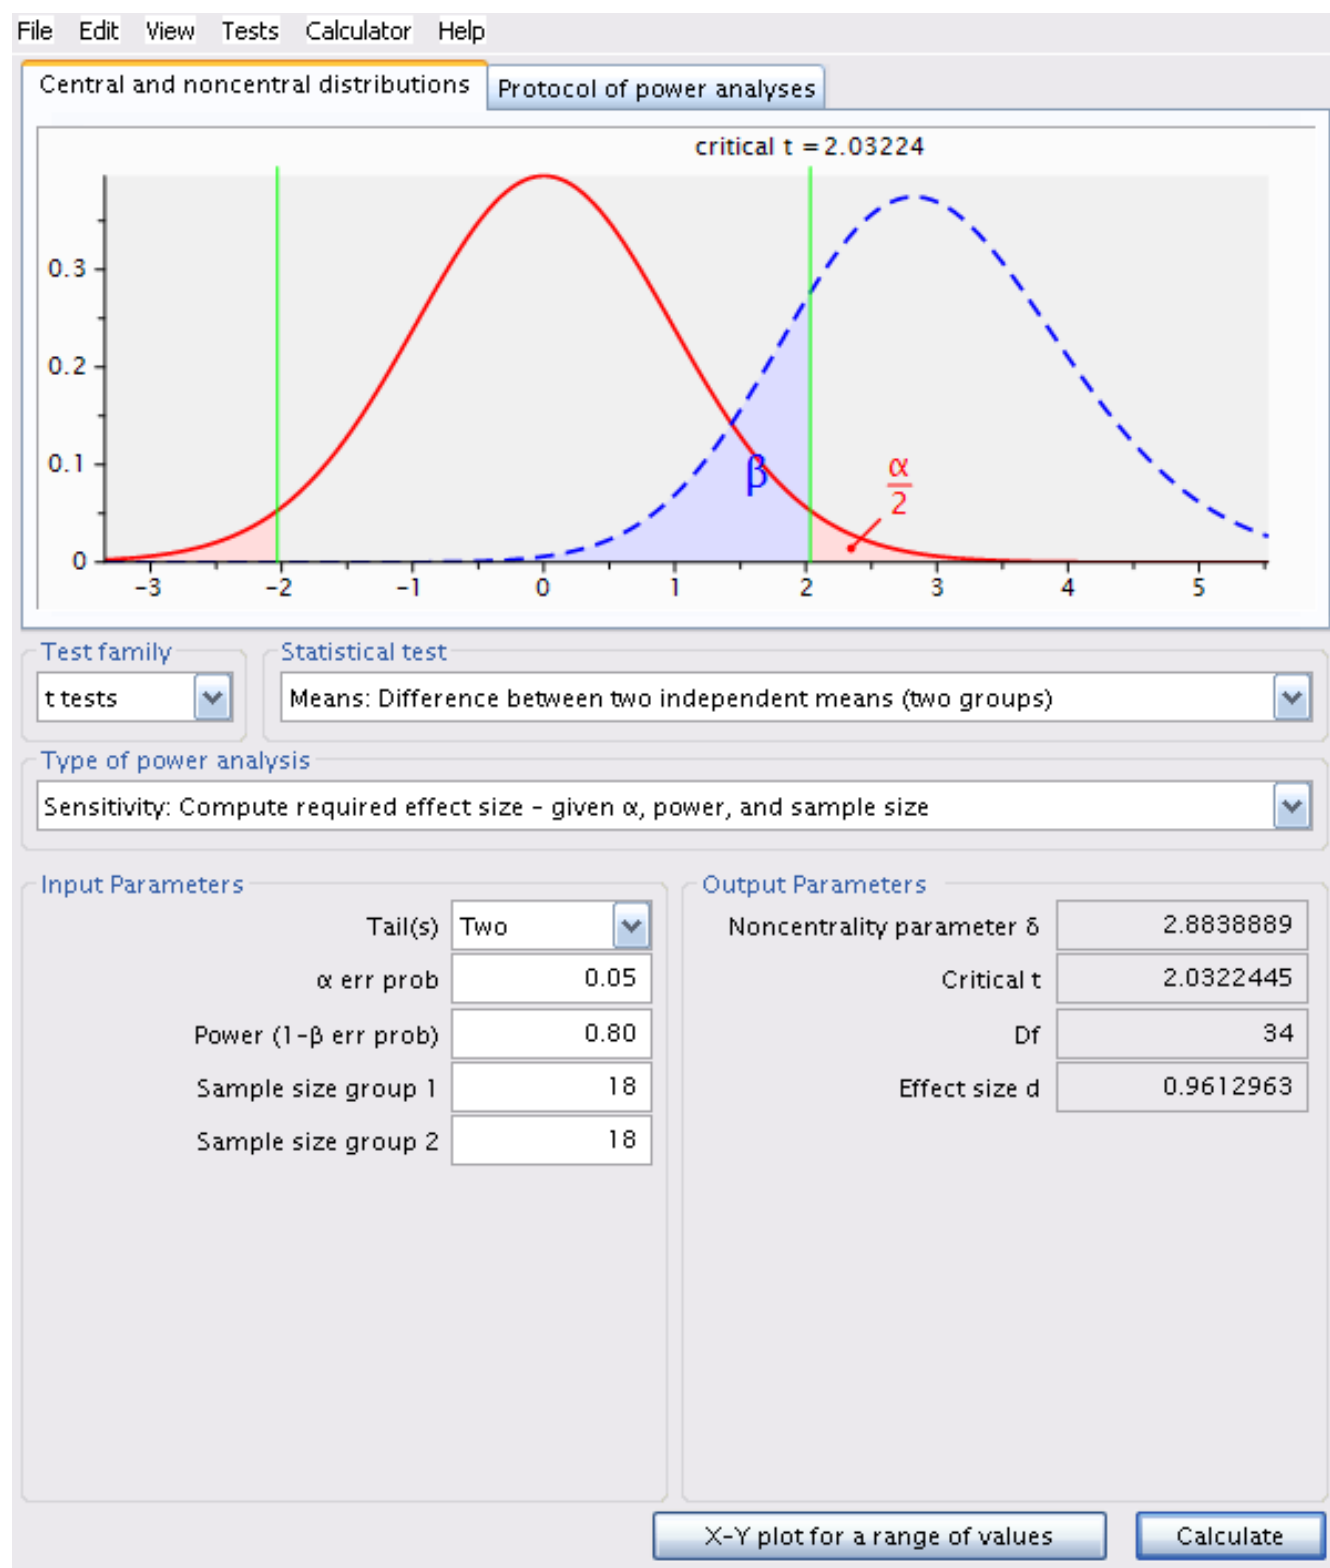 File Edit View Tests Calculator Help
Central and noncentral distributions Protocol of power analyses
critical t = 2.03224
0.3
0.2
0.1
0
β
α
2
-3 -2 -1 0 1 2 3 4 5
Test family Statistical test
t tests Means: Difference between two independent means (two groups)
Type of power analysis
Sensitivity: Compute required effect size – given α, power, and sample size
Input Parameters Output Parameters
Tail(s) Two Noncentrality parameter δ 2.8838889
α err prob 0.05 Critical t 2.0322445
Power (1-β err prob) 0.80 Df 34
Sample size group 1 18 Effect size d 0.9612963
Sample size group 2 18
X-Y plot for a range of values Calculate